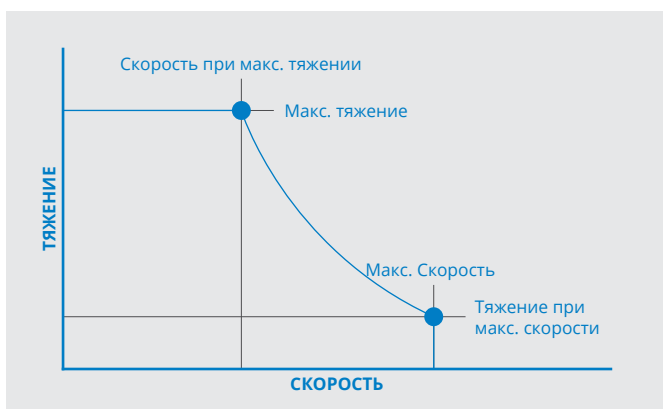 Скорость при макс. тяжении
Макс. тяжение
ТЯЖЕНИЕ
Макс. Скорость
Тяжение при
макс. скорости
СКОРОСТЬ